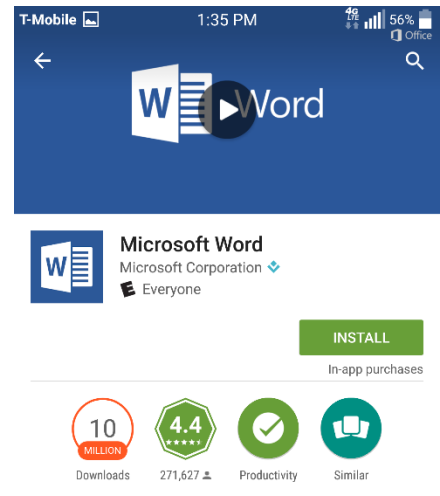 T-Mobile 1:35 PM 4G LTE 56%
Office
W Word
W Microsoft Word
Microsoft Corporation
E Everyone
INSTALL
In-app purchases
10 4.4
MILLION
Downloads 271,627 Productivity Similar